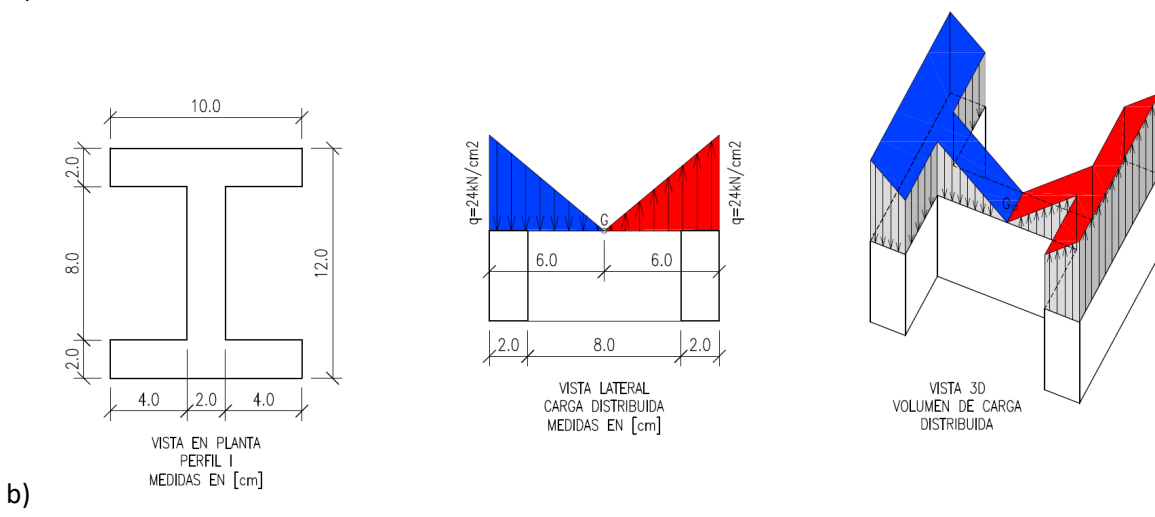 10.0
2.0
8.0
2.0
12.0
4.0
2.0
4.0
VISTA EN PLANTA
PERFIL I
MEDIDAS EN [cm]
q=24kN/cm2
G
q=24kN/cm2
6.0
6.0
2.0
8.0
2.0
VISTA LATERAL
CARGA DISTRIBUIDA
MEDIDAS EN [cm]
G
VISTA 3D
VOLUMEN DE CARGA
DISTRIBUIDA
b)